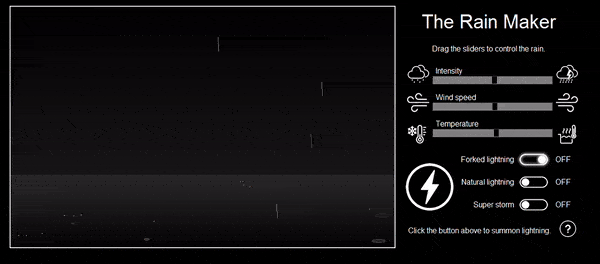 The Rain Maker
Drag the sliders to control the rain.
Intensity
Wind speed
Temperature
Forked lightning OFF
Natural lightning OFF
Super storm OFF
Click the button above to summon lightning. ?